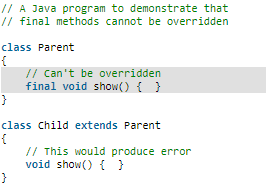 // A Java program to demonstrate that
// final methods cannot be overridden
class Parent
{
// Can't be overridden
final void show() { }
}
class Child extends Parent
{
// This would produce error
void show() { }
}